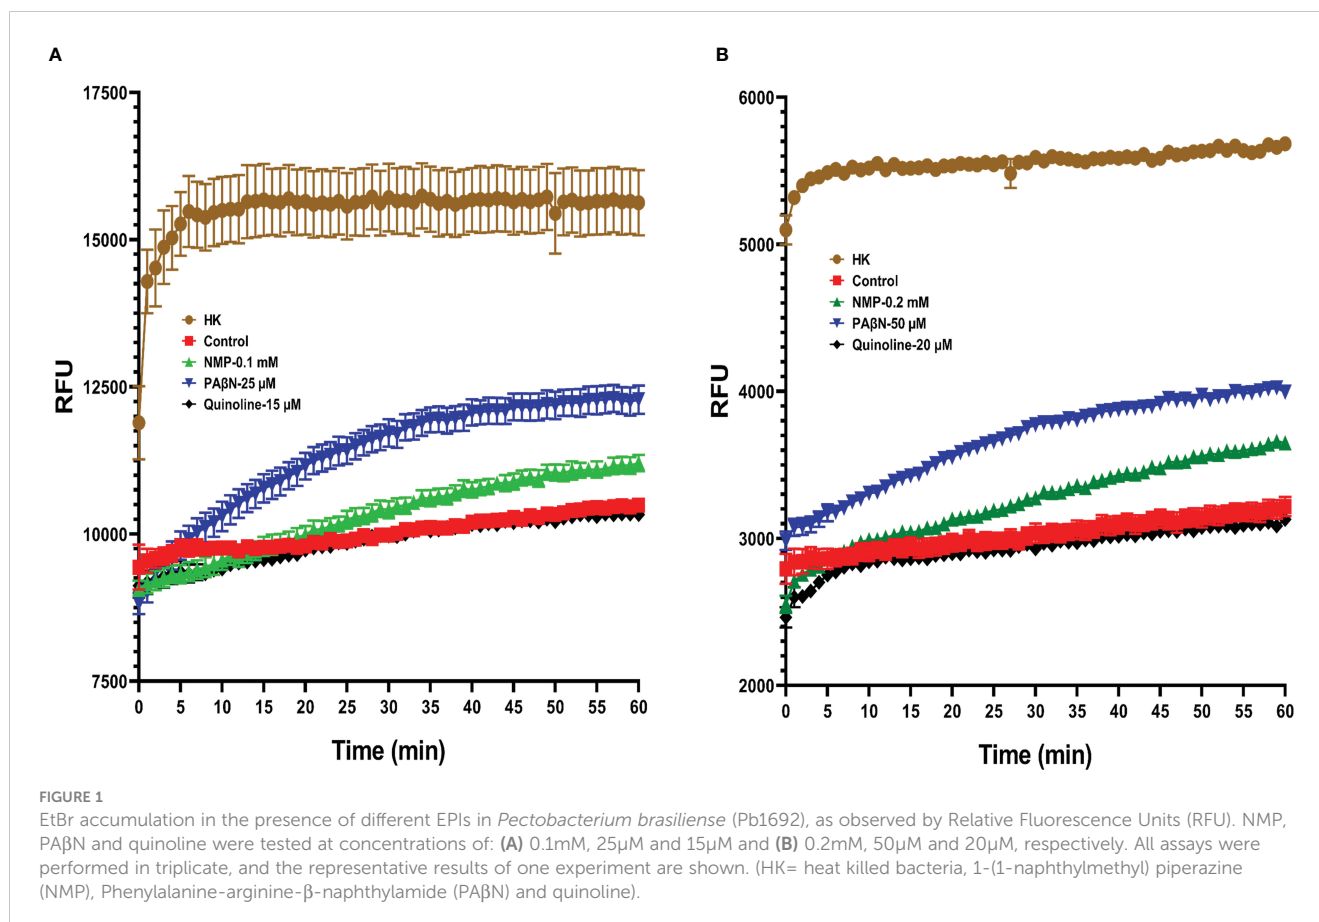 A
17500
15000
12500
10000
7500
RFU
HK
Control
NMP-0.1 mM
PAβN-25 µM
Quinoline-15 µM
0 5 10 15 20 25 30 35 40 45 50 55 60
Time (min)
B
6000
5000
4000
3000
2000
RFU
HK
Control
NMP-0.2 mM
PAβN-50 µM
Quinoline-20 µM
0 5 10 15 20 25 30 35 40 45 50 55 60
Time (min)
FIGURE 1
EtBr accumulation in the presence of different EPIs in Pectobacterium brasiliense (Pb1692), as observed by Relative Fluorescence Units (RFU). NMP,
PAβN and quinoline were tested at concentrations of: (A) 0.1mM, 25µM and 15µM and (B) 0.2mM, 50µM and 20µM, respectively. All assays were
performed in triplicate, and the representative results of one experiment are shown. (HK= heat killed bacteria, 1-(1-naphthylmethyl) piperazine
(NMP), Phenylalanine-arginine-β-naphthylamide (PAβN) and quinoline).